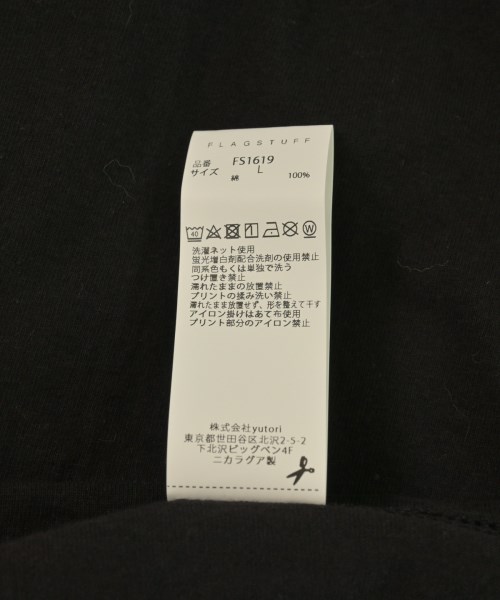 FLAGSTUFF
品番 FS1619
サイズ L
綿 100%
40 W
洗濯ネット使用
蛍光増白剤配合洗剤の使用禁止
同系色もくは単独で洗う
つけ置き禁止
濡れたままの放置禁止
プリントの揉み洗い禁止
濡れたまま放置せず、形を整えて干す
アイロン掛けはあて布使用
プリント部分のアイロン禁止
株式会社yutori
東京都世田谷区北沢2-5-2
下北沢ビッグベン4F
ニカラグア製